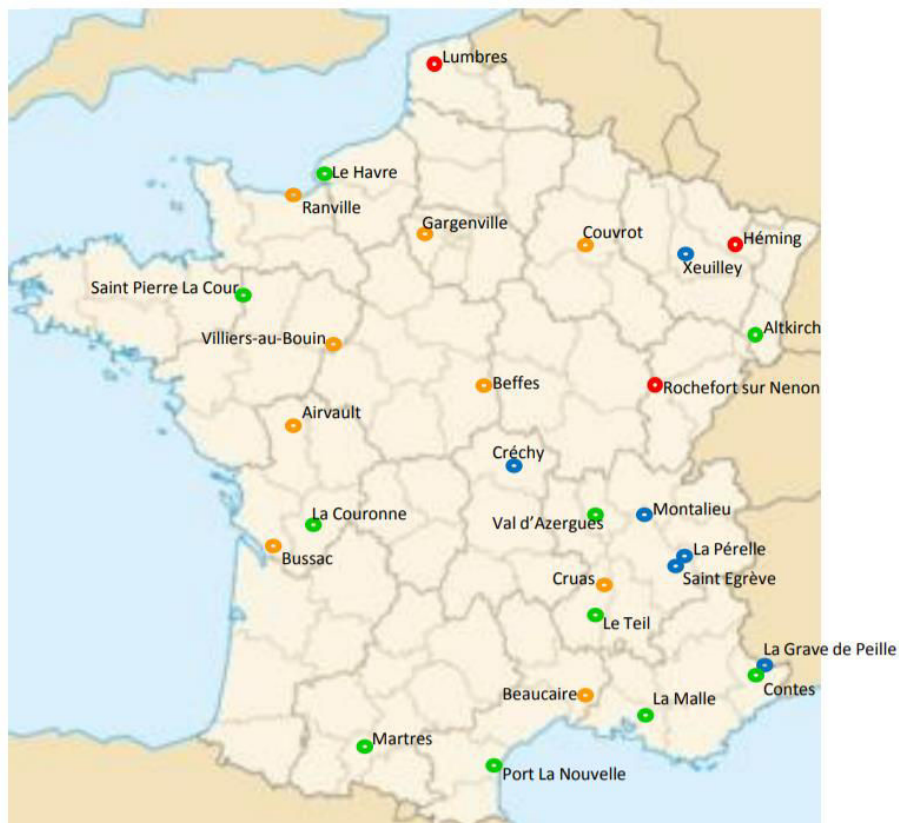 Lumbres
Le Havre
Ranville
Gargenville
Couvrot
Héming
Xeuilley
Saint Pierre La Cour
Altkirch
Villiers-au-Bouin
Beffes
Rochefort sur Nenon
Airvault
Créchy
La Couronne
Val d'Azergues
Montalieu
Bussac
La Pérelle
Saint Egrève
Cruas
Le Teil
La Grave de Peille
Contes
Beaucaire
La Malle
Martres
Port La Nouvelle